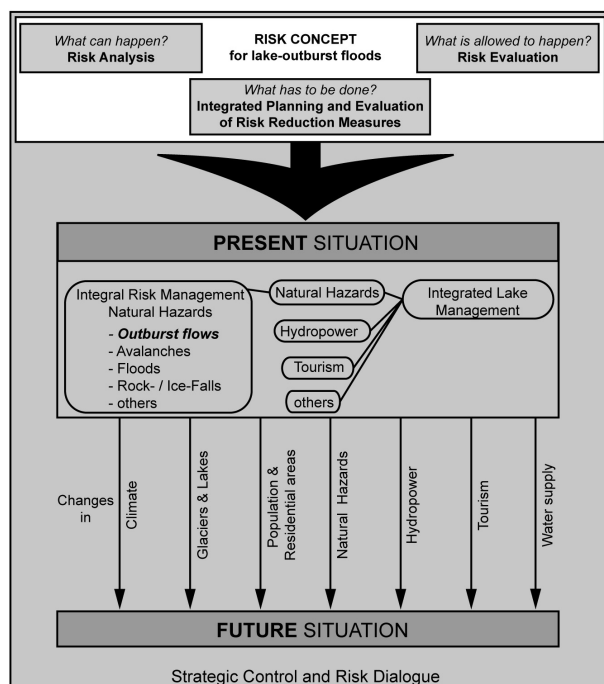 What can happen?
Risk Analysis
RISK CONCEPT
for lake-outburst floods
What is allowed to happen?
Risk Evaluation
What has to be done?
Integrated Planning and Evaluation
of Risk Reduction Measures
PRESENT SITUATION
Integral Risk Management
Natural Hazards
- Outburst flows
- Avalanches
- Floods
- Rock- / Ice-Falls
- others
Natural Hazards
Hydropower
Tourism
others
Integrated Lake
Management
Changes
in
Climate
Glaciers & Lakes
Population &
Residential areas
Natural Hazards
Hydropower
Tourism
Water supply
FUTURE SITUATION
Strategic Control and Risk Dialogue